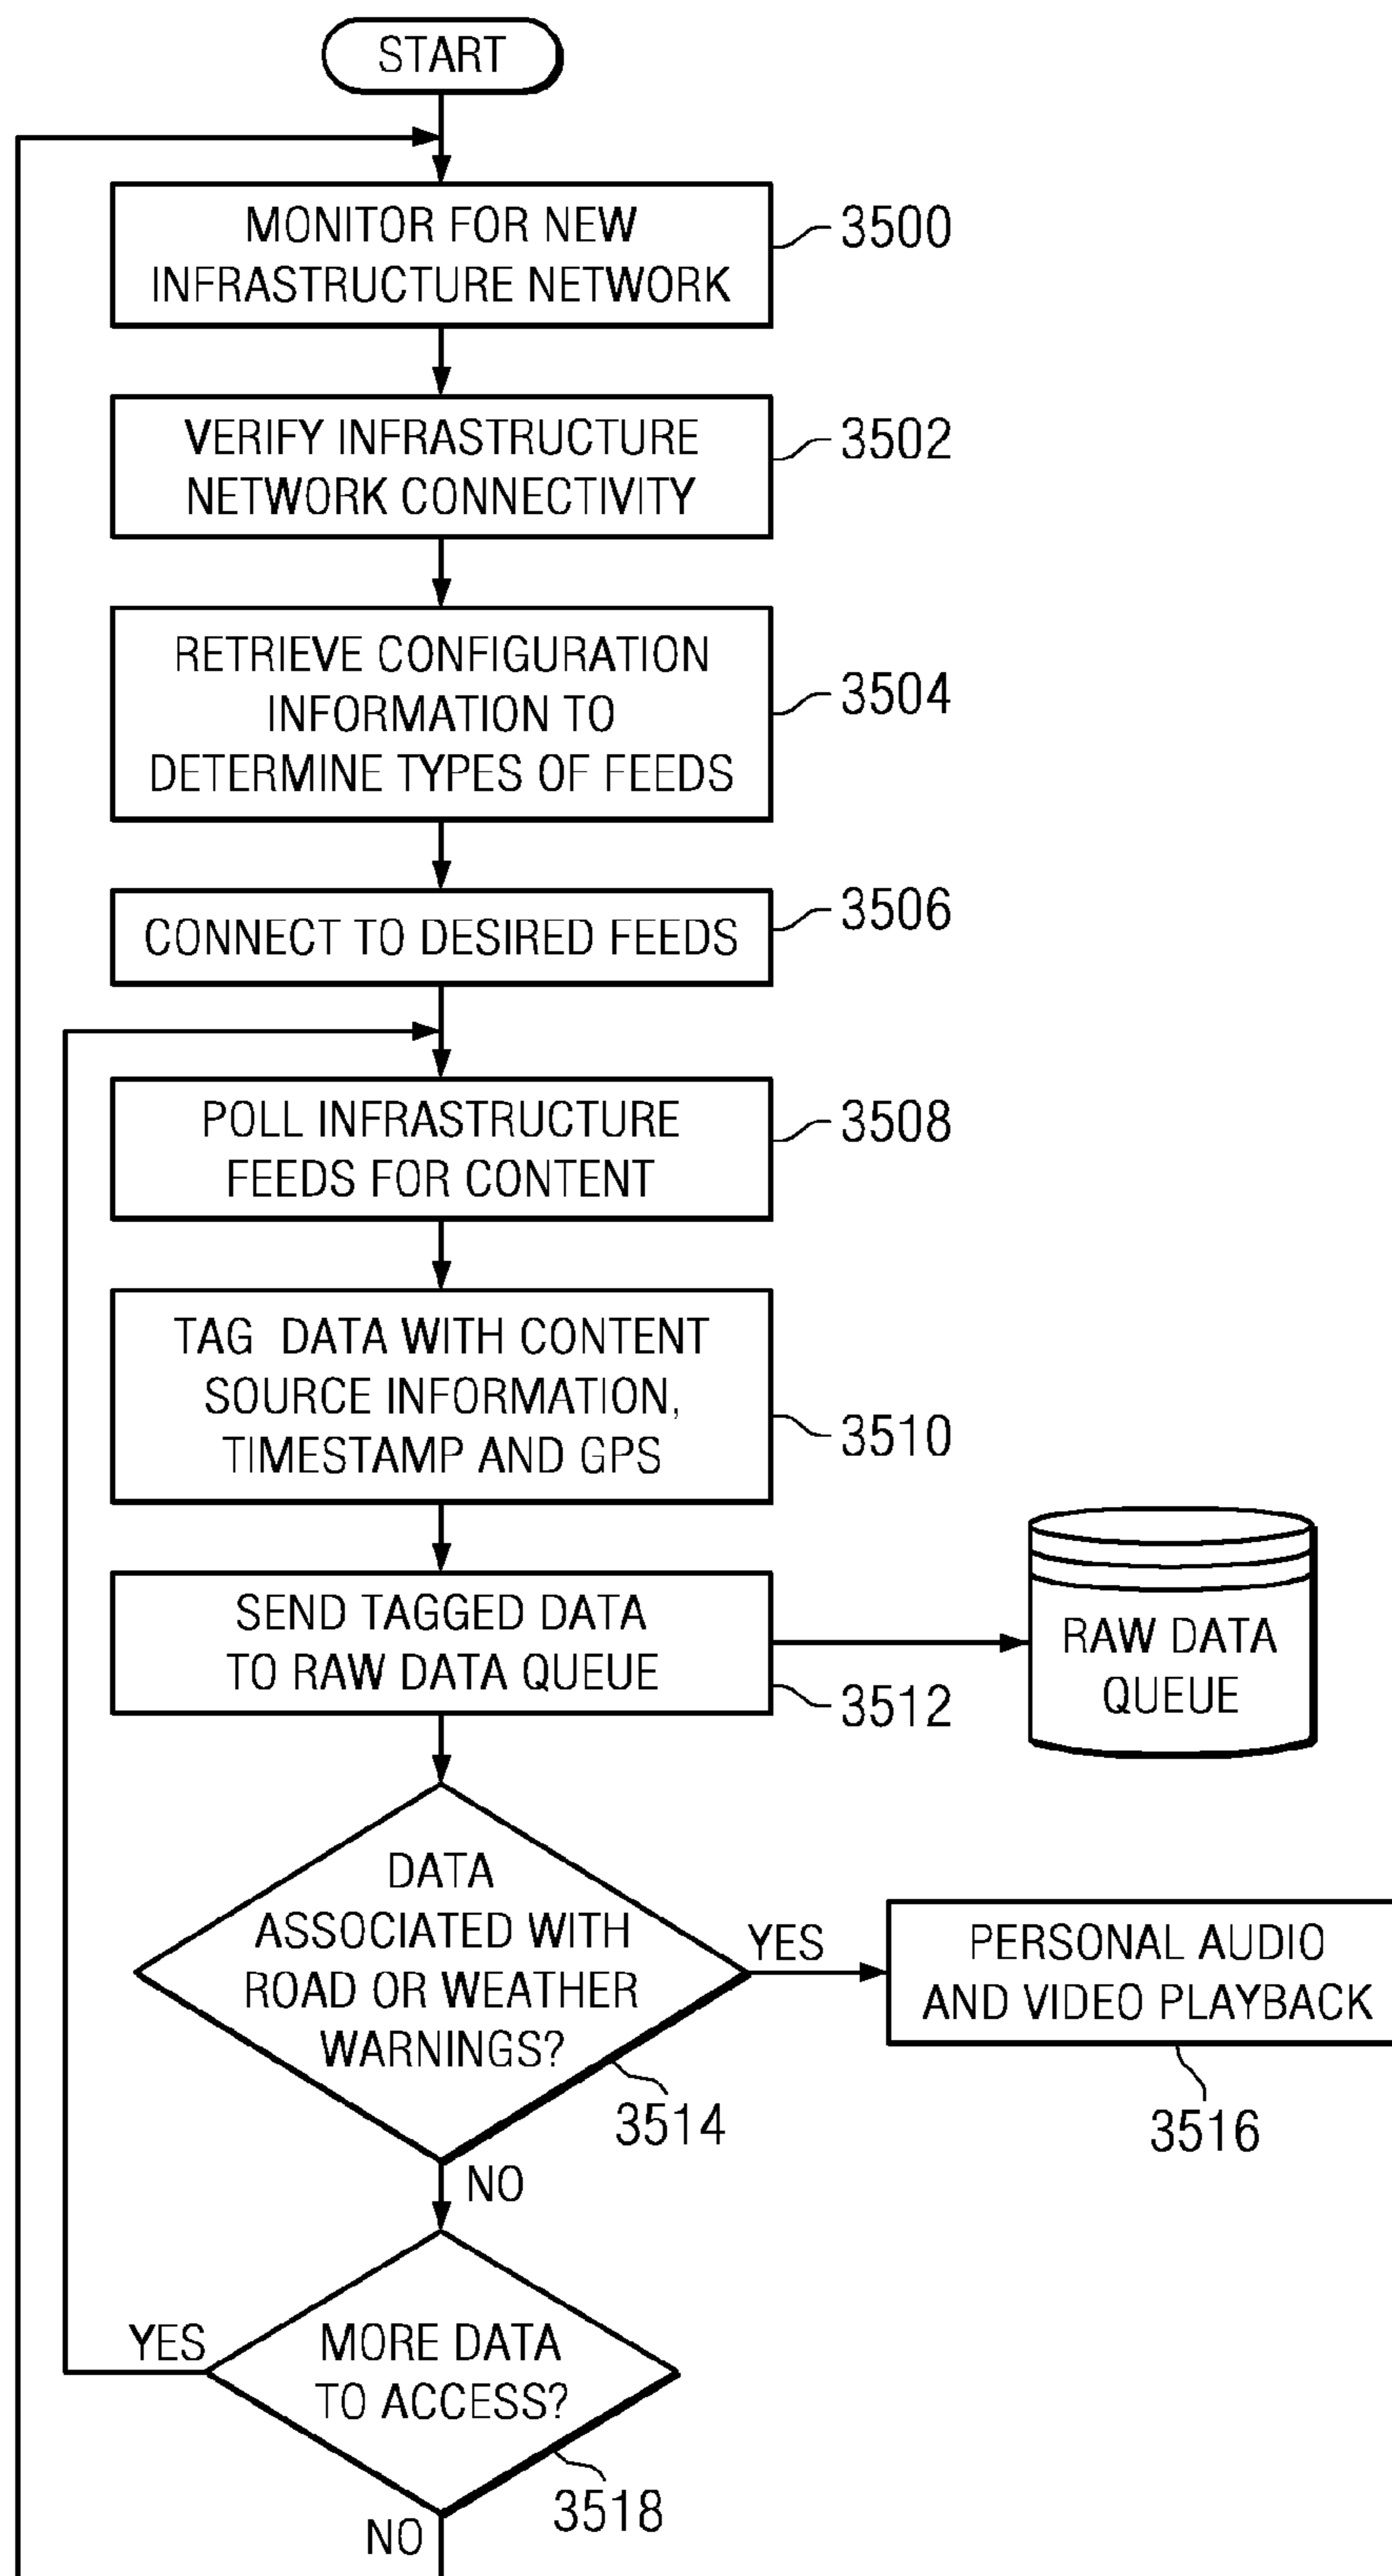 START
MONITOR FOR NEW
INFRASTRUCTURE NETWORK
3500
VERIFY INFRASTRUCTURE
NETWORK CONNECTIVITY
3502
RETRIEVE CONFIGURATION
INFORMATION TO
DETERMINE TYPES OF FEEDS
3504
CONNECT TO DESIRED FEEDS
3506
POLL INFRASTRUCTURE
FEEDS FOR CONTENT
3508
TAG DATA WITH CONTENT
SOURCE INFORMATION,
TIMESTAMP AND GPS
3510
SEND TAGGED DATA
TO RAW DATA QUEUE
3512
RAW DATA
QUEUE
DATA
ASSOCIATED WITH
ROAD OR WEATHER
WARNINGS?
3514
YES
PERSONAL AUDIO
AND VIDEO PLAYBACK
3516
NO
MORE DATA
TO ACCESS?
3518
YES
NO